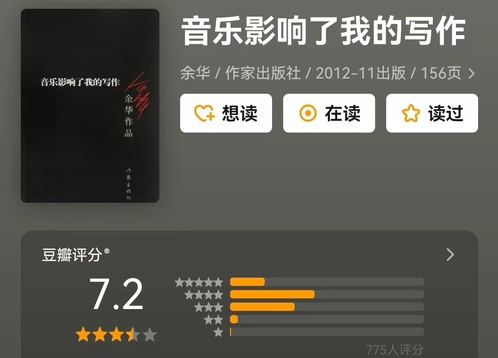 音乐影响了我的写作
余华 / 作家出版社 / 2012-11出版 / 156页
想读
在读
读过
音乐影响了我的写作
余华
余华作品
作家出版社
豆瓣评分®
7.2
775人评分